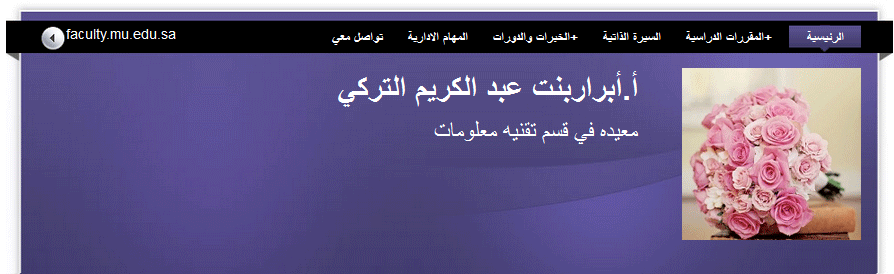 الرئيسية +المقررات الدراسية السيرة الذاتية +الخبرات والدورات المهام الادارية تواصل معي faculty.mu.edu.sa
أ.أبراربنت عبد الكريم التركي
معيده في قسم تقنيه معلومات